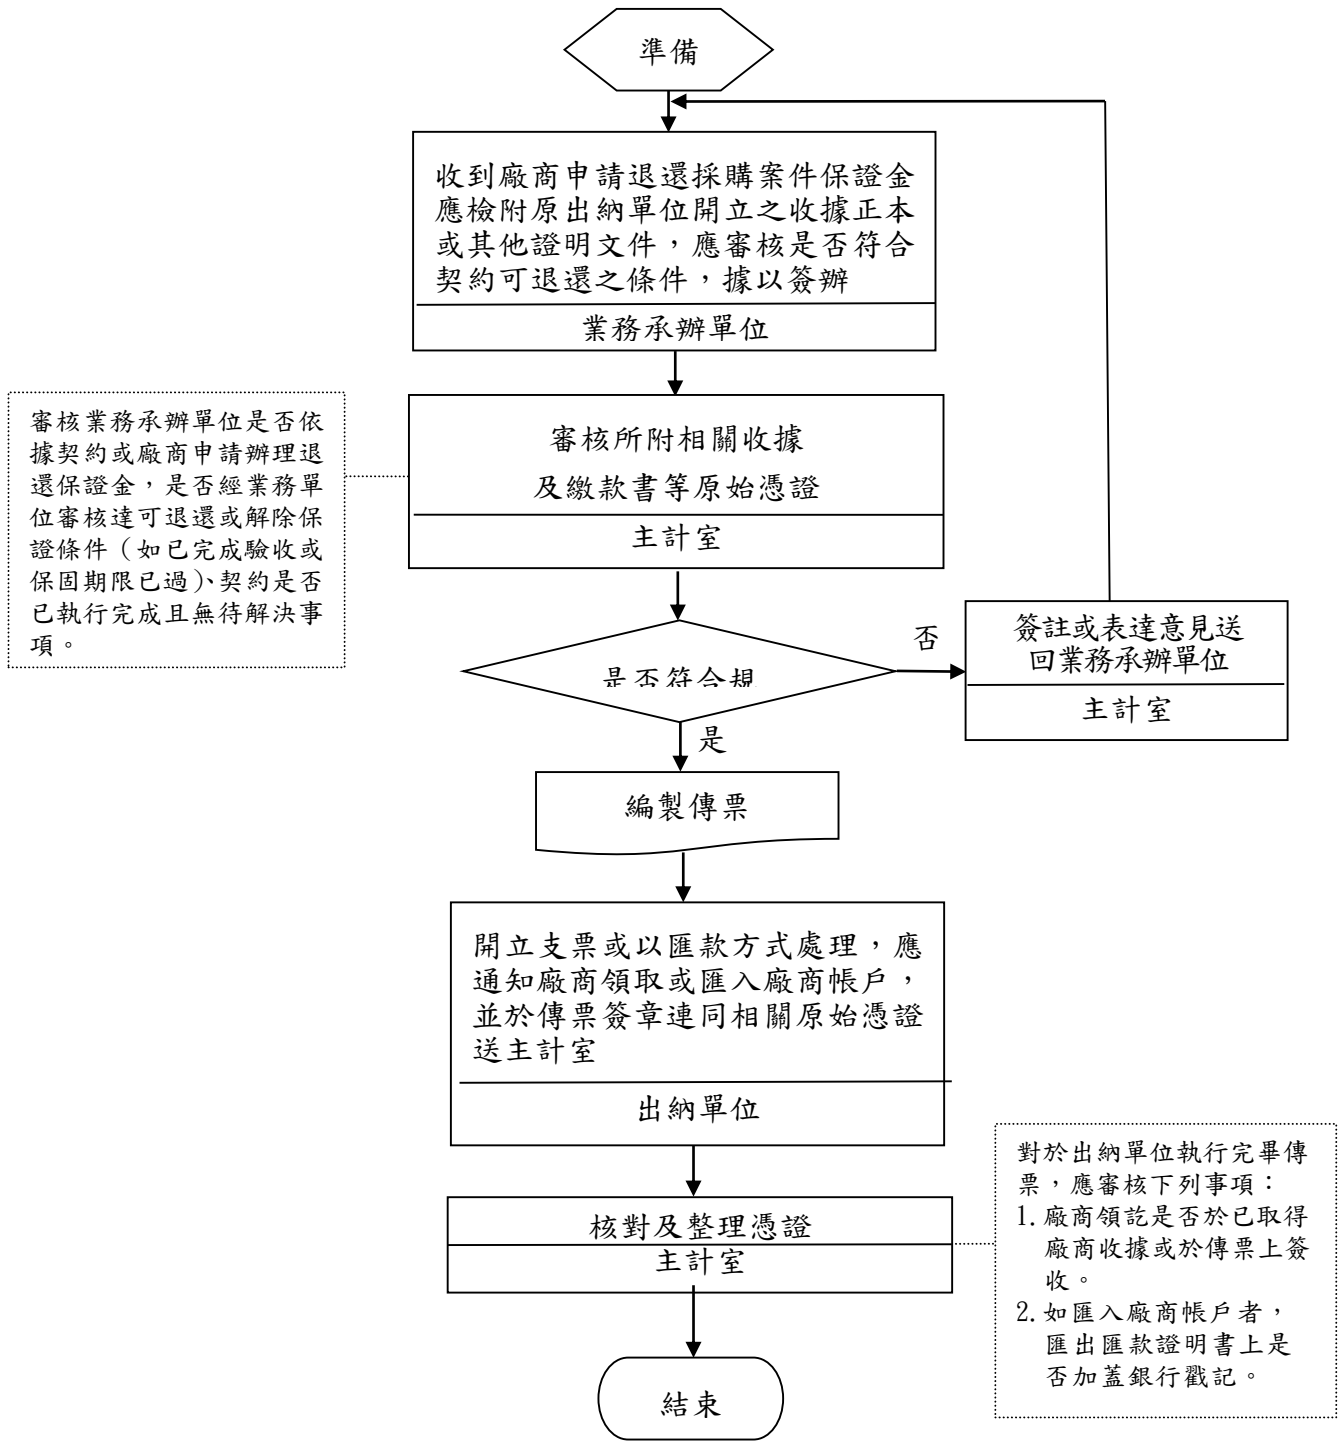 準備
收到廠商申請退還採購案件保證金
應檢附原出納單位開立之收據正本
或其他證明文件，應審核是否符合
契約可退還之條件，據以簽辦
業務承辦單位
審核業務承辦單位是否依
據契約或廠商申請辦理退
還保證金，是否經業務單
位審核達可退還或解除保
證條件（如已完成驗收或
保固期限已過）、契約是否
已執行完成且無待解決事
項。
審核所附相關收據
及繳款書等原始憑證
主計室
是否符合規
否
簽註或表達意見送
回業務承辦單位
主計室
是
編製傳票
開立支票或以匯款方式處理，應
通知廠商領取或匯入廠商帳戶，
並於傳票簽章連同相關原始憑證
送主計室
出納單位
核對及整理憑證
主計室
對於出納單位執行完畢傳
票，應審核下列事項：
1.廠商領訖是否於已取得
廠商收據或於傳票上簽
收。
2.如匯入廠商帳戶者，
匯出匯款證明書上是
否加蓋銀行戳記。
結束